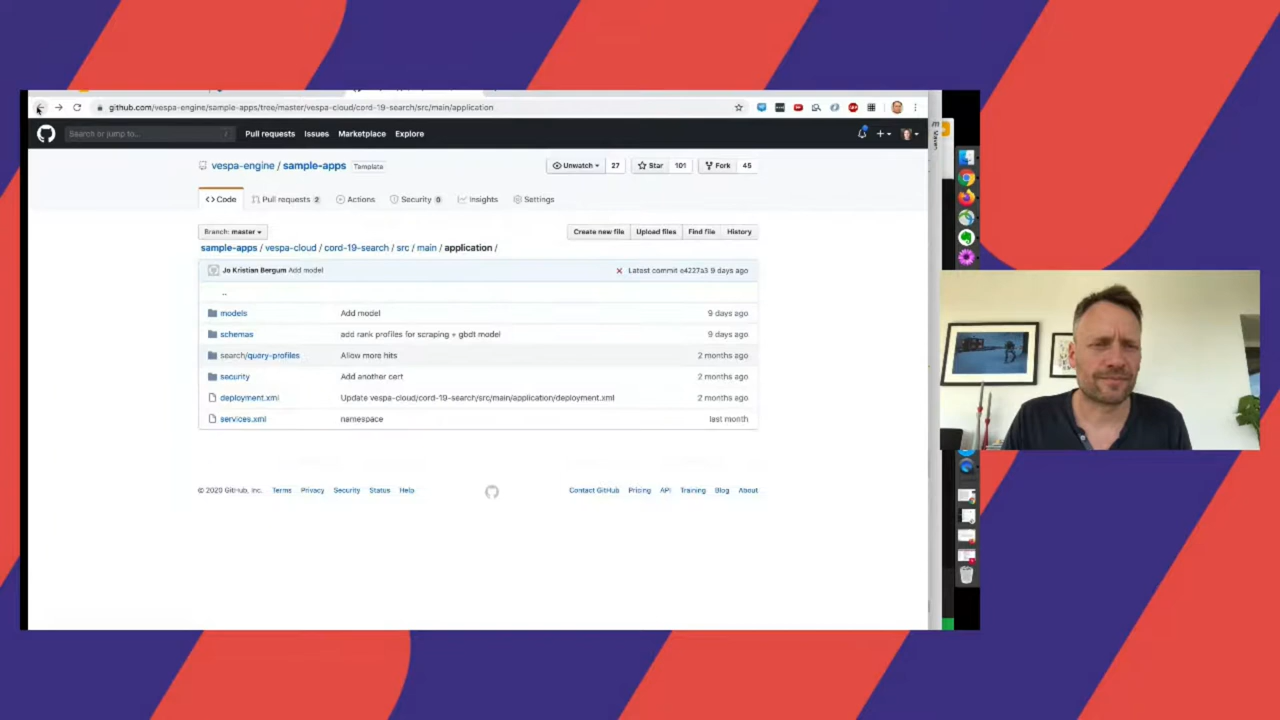 github.com/vespa-engine/sample-apps/tree/master/vespa-cloud/cord-19-search/src/main/application
Search or jump to... /
Pull requests Issues Marketplace Explore
vespa-engine / sample-apps Template
Unwatch 27 Star 101 Fork 45
Code Pull requests 2 Actions Security 0 Insights Settings
Branch: master
Create new file Upload files Find file History
sample-apps / vespa-cloud / cord-19-search / src / main / application /
Jo Kristian Bergum Add model
Latest commit e4227a3 9 days ago
..
models Add model 9 days ago
schemas add rank profiles for scraping + gbdt model 9 days ago
search/query-profiles Allow more hits 2 months ago
security Add another cert 2 months ago
deployment.xml Update vespa-cloud/cord-19-search/src/main/application/deployment.xml 2 months ago
services.xml namespace last month
© 2020 GitHub, Inc. Terms Privacy Security Status Help
Contact GitHub Pricing API Training Blog About